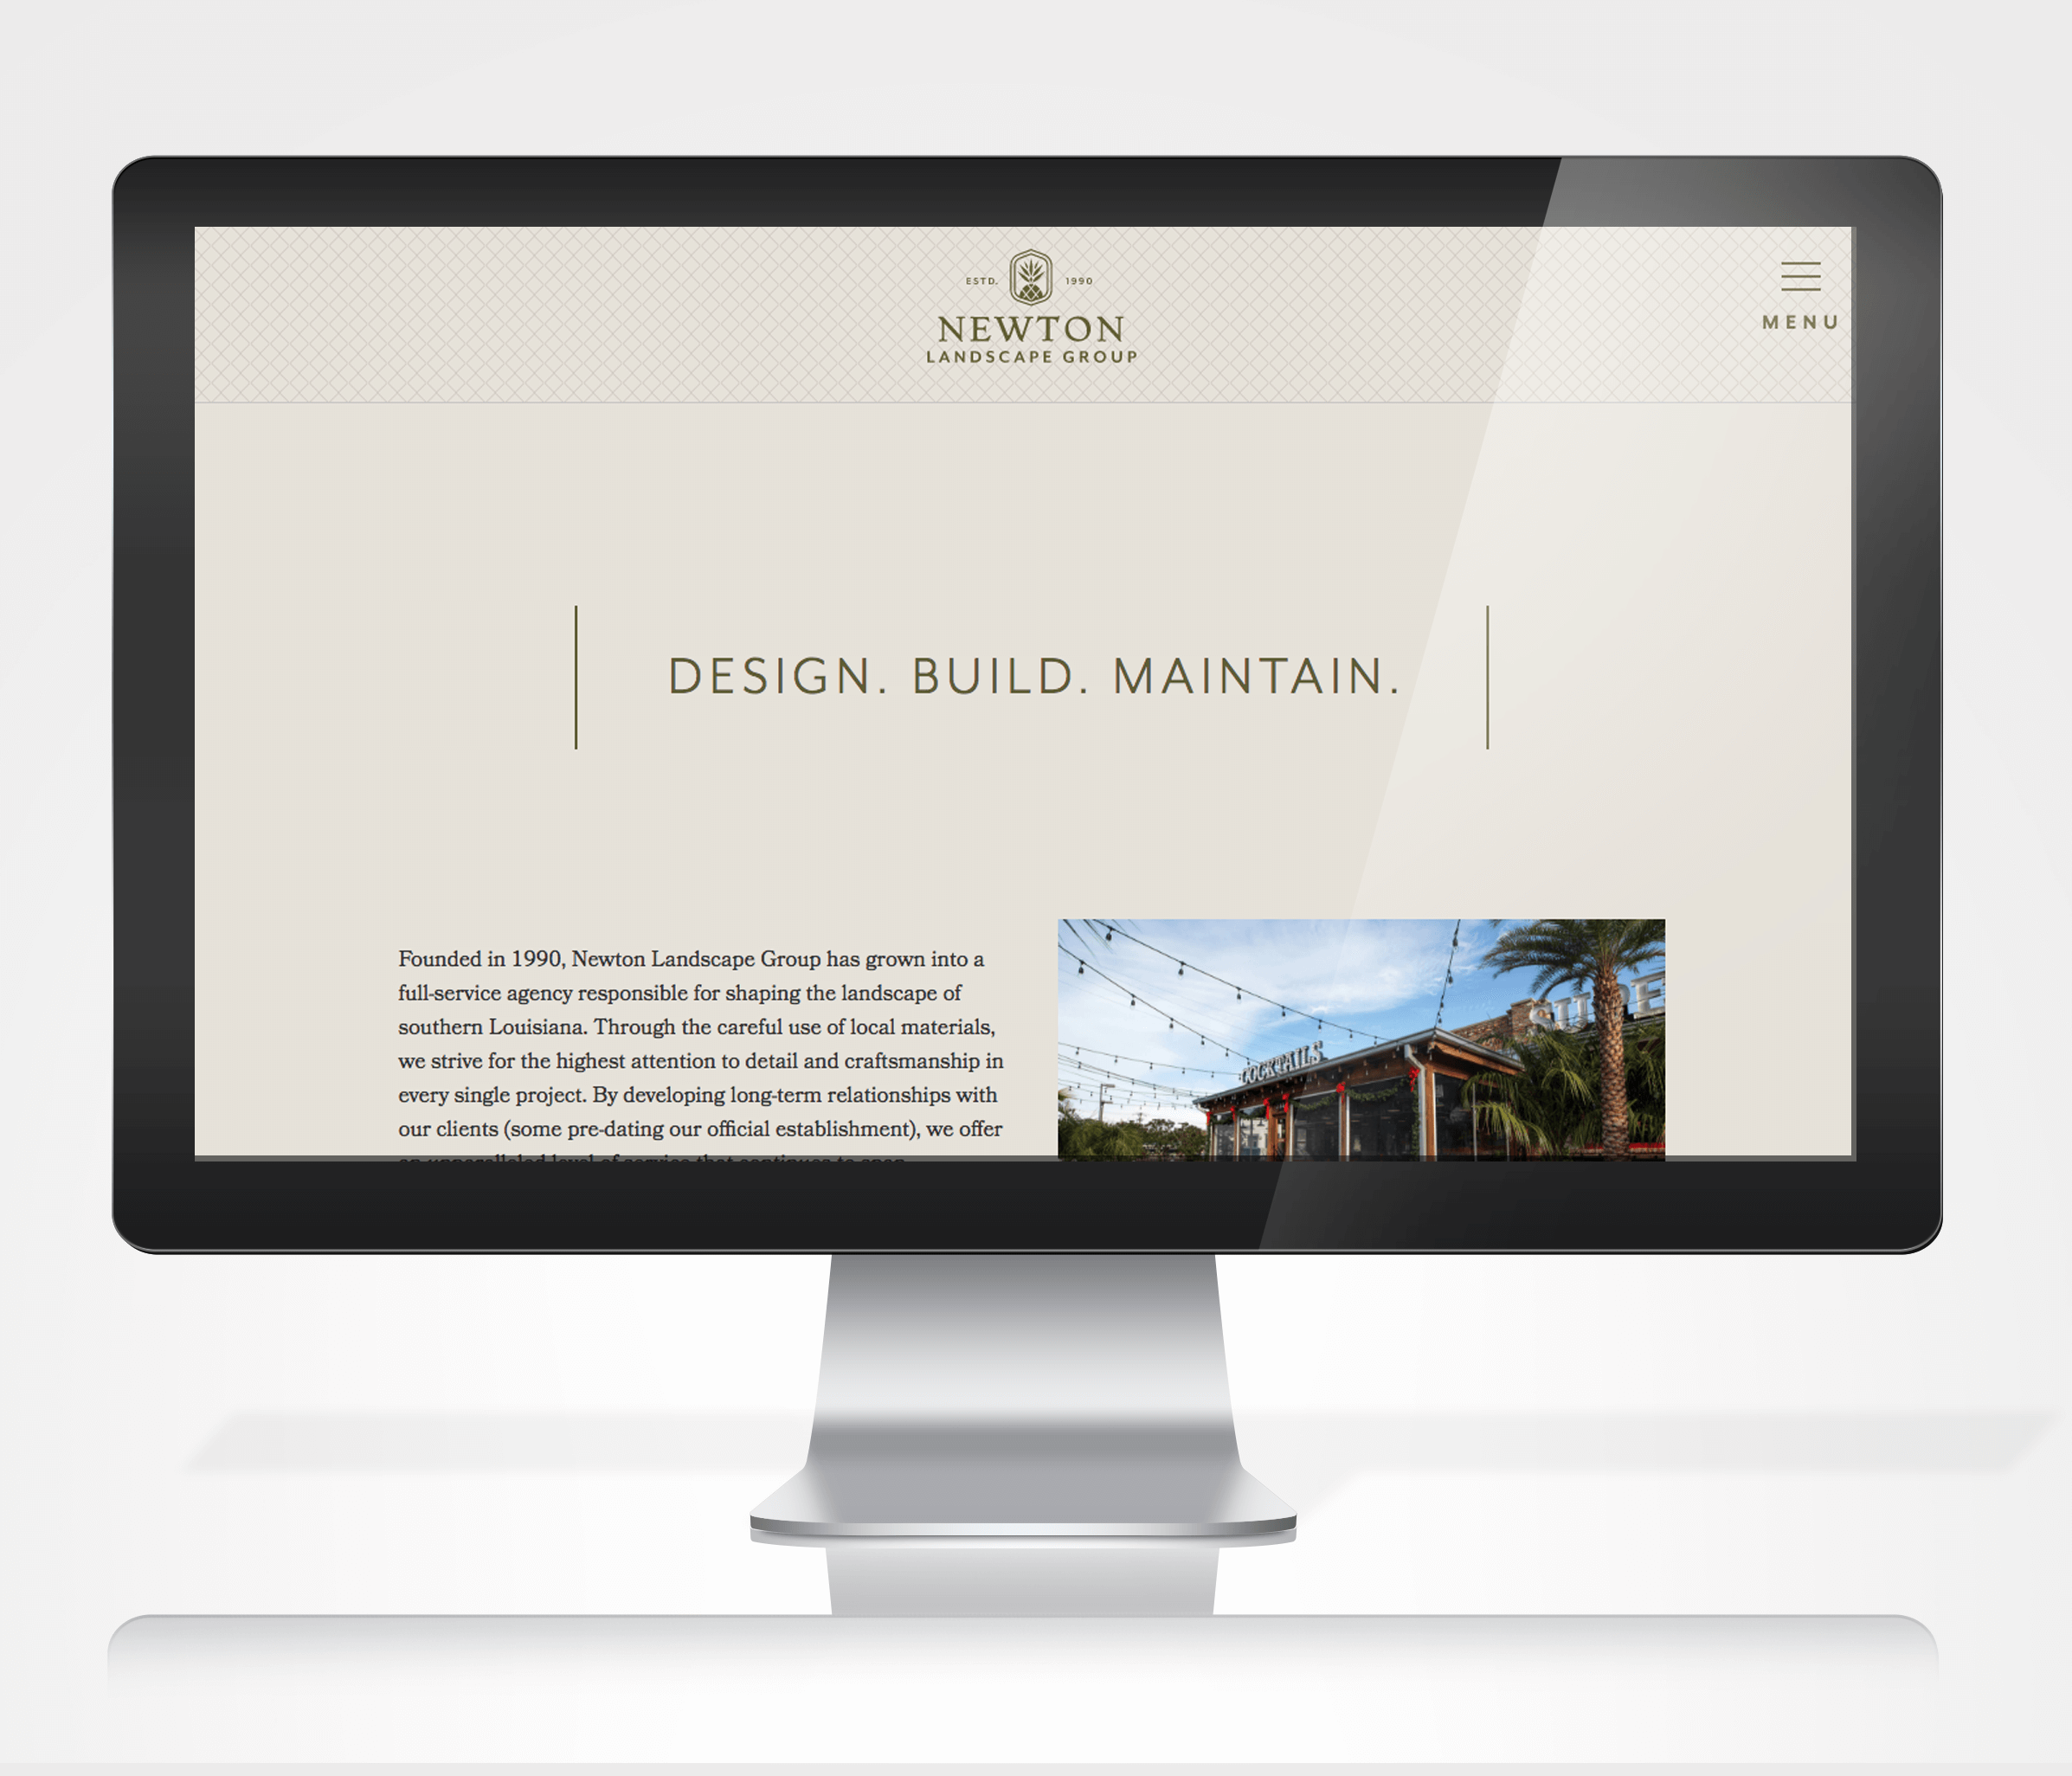 ESTD. 1990
NEWTON
LANDSCAPE GROUP
MENU
DESIGN. BUILD. MAINTAIN.
Founded in 1990, Newton Landscape Group has grown into a
full-service agency responsible for shaping the landscape of
southern Louisiana. Through the careful use of local materials,
we strive for the highest attention to detail and craftsmanship in
every single project. By developing long-term relationships with
our clients (some pre-dating our official establishment), we offer
COCKTAILS